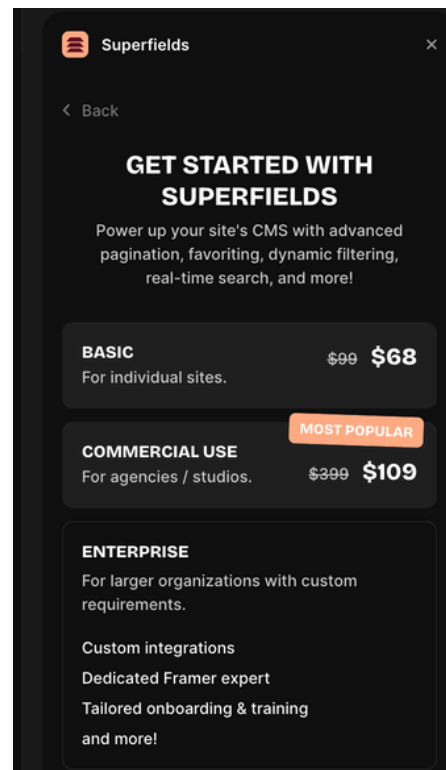 Superfields
Back
GET STARTED WITH
SUPERFIELDS
Power up your site's CMS with advanced
pagination, favoriting, dynamic filtering,
real-time search, and more!
BASIC
For individual sites.
$99 $68
MOST POPULAR
COMMERCIAL USE
For agencies / studios.
$399 $109
ENTERPRISE
For larger organizations with custom
requirements.
Custom integrations
Dedicated Framer expert
Tailored onboarding & training
and more!